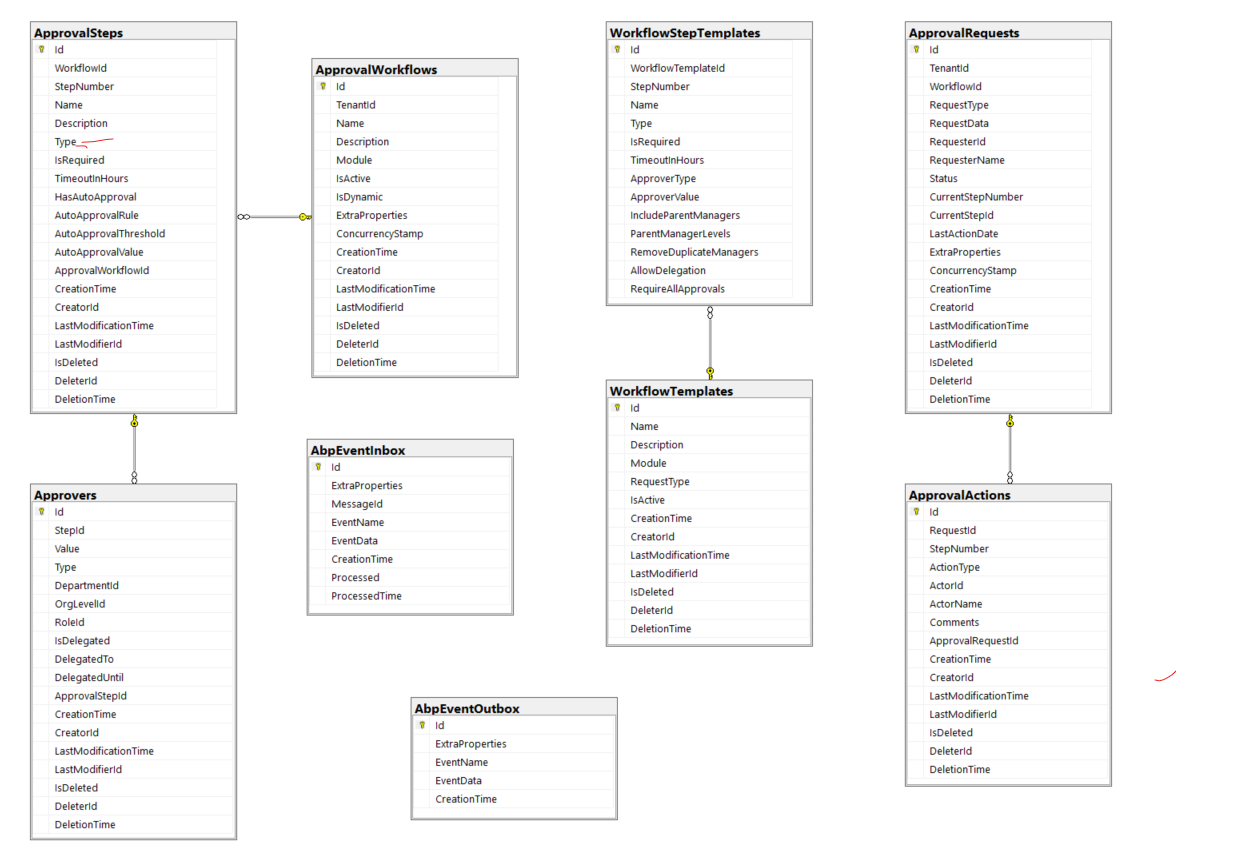 ApprovalSteps
Id
WorkflowId
StepNumber
Name
Description
Type
IsRequired
TimeoutInHours
HasAutoApproval
AutoApprovalRule
AutoApprovalThreshold
AutoApprovalValue
ApprovalWorkflowId
CreationTime
CreatorId
LastModificationTime
LastModifierId
IsDeleted
DeleterId
DeletionTime
Approvers
Id
StepId
Value
Type
DepartmentId
OrgLevelId
RoleId
IsDelegated
DelegatedTo
DelegatedUntil
ApprovalStepId
CreationTime
CreatorId
LastModificationTime
LastModifierId
IsDeleted
DeleterId
DeletionTime
ApprovalWorkflows
Id
TenantId
Name
Description
Module
IsActive
IsDynamic
ExtraProperties
ConcurrencyStamp
CreationTime
CreatorId
LastModificationTime
LastModifierId
IsDeleted
DeleterId
DeletionTime
AbpEventInbox
Id
ExtraProperties
MessageId
EventName
EventData
CreationTime
Processed
ProcessedTime
AbpEventOutbox
Id
ExtraProperties
EventName
EventData
CreationTime
WorkflowStepTemplates
Id
WorkflowTemplateId
StepNumber
Name
Type
IsRequired
TimeoutInHours
ApproverType
ApproverValue
IncludeParentManagers
ParentManagerLevels
RemoveDuplicateManagers
AllowDelegation
RequireAllApprovals
WorkflowTemplates
Id
Name
Description
Module
RequestType
IsActive
CreationTime
CreatorId
LastModificationTime
LastModifierId
IsDeleted
DeleterId
DeletionTime
ApprovalRequests
Id
TenantId
WorkflowId
RequestType
RequestData
RequesterId
RequesterName
Status
CurrentStepNumber
CurrentStepId
LastActionDate
ExtraProperties
ConcurrencyStamp
CreationTime
CreatorId
LastModificationTime
LastModifierId
IsDeleted
DeleterId
DeletionTime
ApprovalActions
Id
RequestId
StepNumber
ActionType
ActorId
ActorName
Comments
ApprovalRequestId
CreationTime
CreatorId
LastModificationTime
LastModifierId
IsDeleted
DeleterId
DeletionTime